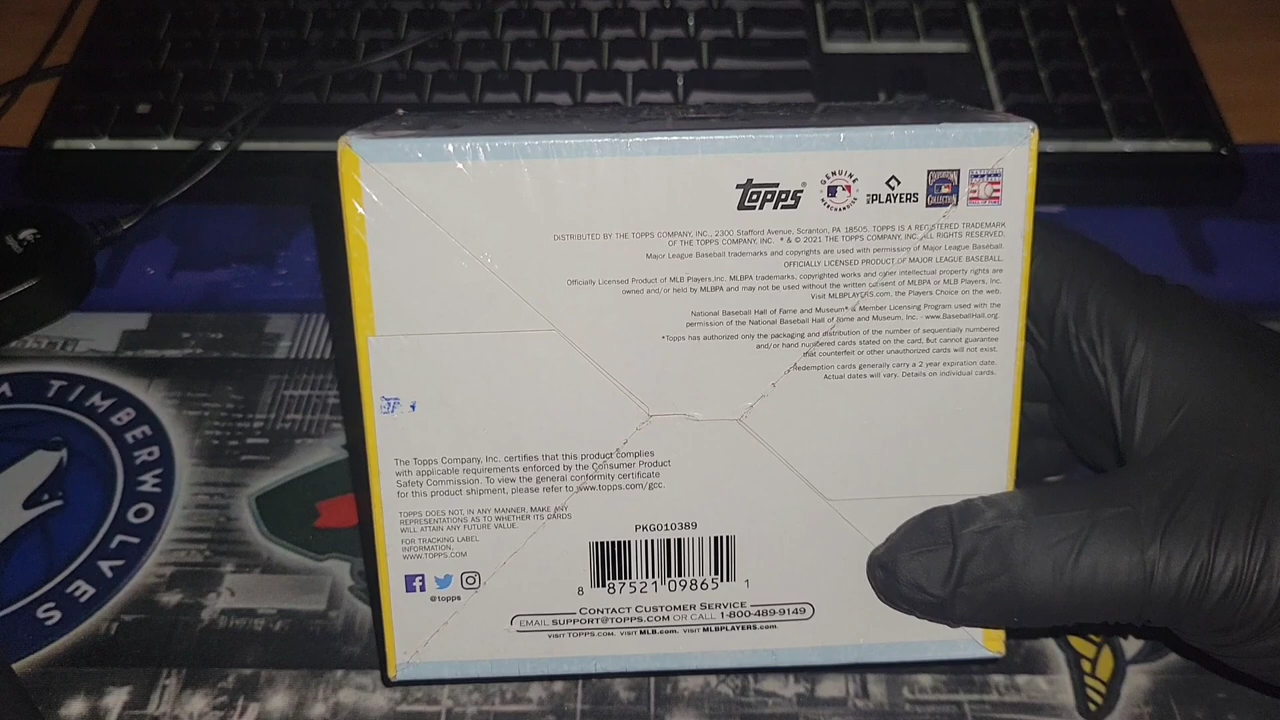 TOPPS®
GENUINE
MERCHANDISE
MLB PLAYERS
COOPERSTOWN
COLLECTION
NATIONAL
BASEBALL
HALL OF FAME
DISTRIBUTED BY THE TOPPS COMPANY, INC., 2300 Stafford Avenue, Scranton, PA 18505. TOPPS IS A REGISTERED TRADEMARK
OF THE TOPPS COMPANY, INC. ® & © 2021 THE TOPPS COMPANY, INC. ALL RIGHTS RESERVED.
Major League Baseball trademarks and copyrights are used with permission of Major League Baseball.
OFFICIALLY LICENSED PRODUCT OF MAJOR LEAGUE BASEBALL.
Officially Licensed Product of MLB Players, Inc. MLBPA trademarks, copyrighted works and other intellectual property rights are
owned and/or held by MLBPA and may not be used without the written consent of MLBPA or MLB Players, Inc.
Visit MLBPLAYERS.com, the Players Choice on the web.
National Baseball Hall of Fame and Museum® & Member Licensing Program used with the
permission of the National Baseball Hall of Fame and Museum, Inc. - www.BaseballHall.org.
*Topps has authorized only the packaging and distribution of the number of sequentially numbered
and/or hand numbered cards stated on the card, but cannot guarantee
that counterfeit or other unauthorized cards will not exist.
Redemption cards generally carry a 2 year expiration date.
Actual dates will vary. Details on individual cards.
The Topps Company, Inc. certifies that this product complies
with applicable requirements enforced by the Consumer Product
Safety Commission. To view the general conformity certificate
for this product shipment, please refer to www.topps.com/gcc.
TOPPS DOES NOT, IN ANY MANNER, MAKE ANY
REPRESENTATIONS AS TO WHETHER ITS CARDS
WILL ATTAIN ANY FUTURE VALUE.
FOR TRACKING LABEL
INFORMATION,
WWW.TOPPS.COM
@topps
PKG010389
8 87521 09865 1
CONTACT CUSTOMER SERVICE
EMAIL SUPPORT@TOPPS.COM OR CALL 1-800-489-9149
VISIT TOPPS.COM. VISIT MLB.com. VISIT MLBPLAYERS.com.
A TIMBERWOLVES